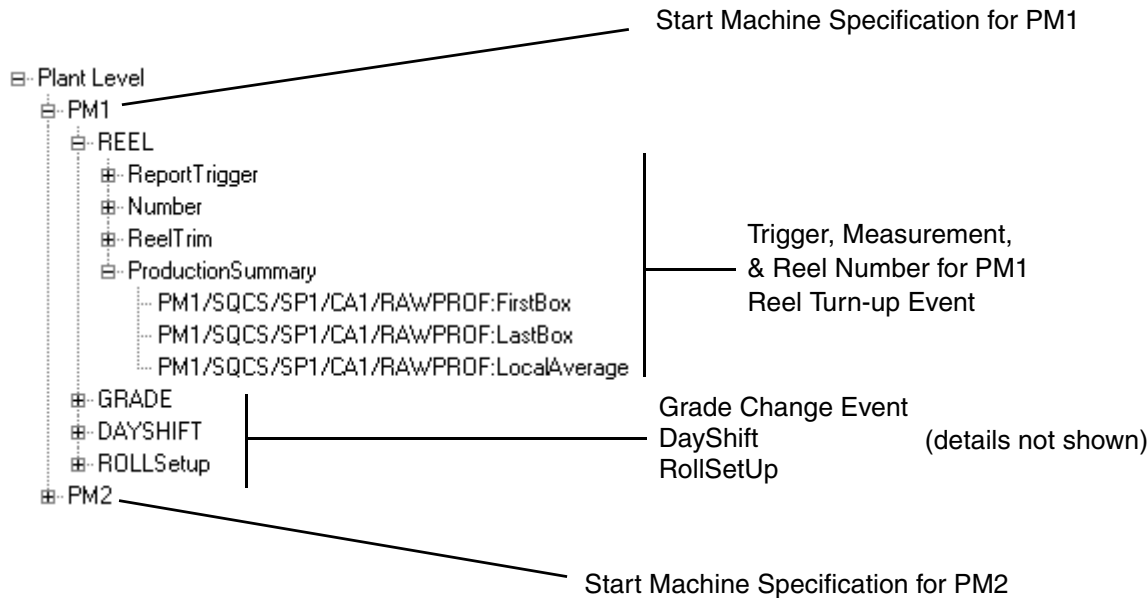 Start Machine Specification for PM1
Plant Level
PM1
REEL
ReportTrigger
Number
ReelTrim
ProductionSummary
PM1/SQCS/SP1/CA1/RAWPROF:FirstBox
PM1/SQCS/SP1/CA1/RAWPROF:LastBox
PM1/SQCS/SP1/CA1/RAWPROF:LocalAverage
Trigger, Measurement,
& Reel Number for PM1
Reel Turn-up Event
GRADE
DAYSHIFT
ROLLSetup
Grade Change Event
DayShift (details not shown)
RollSetUp
PM2
Start Machine Specification for PM2